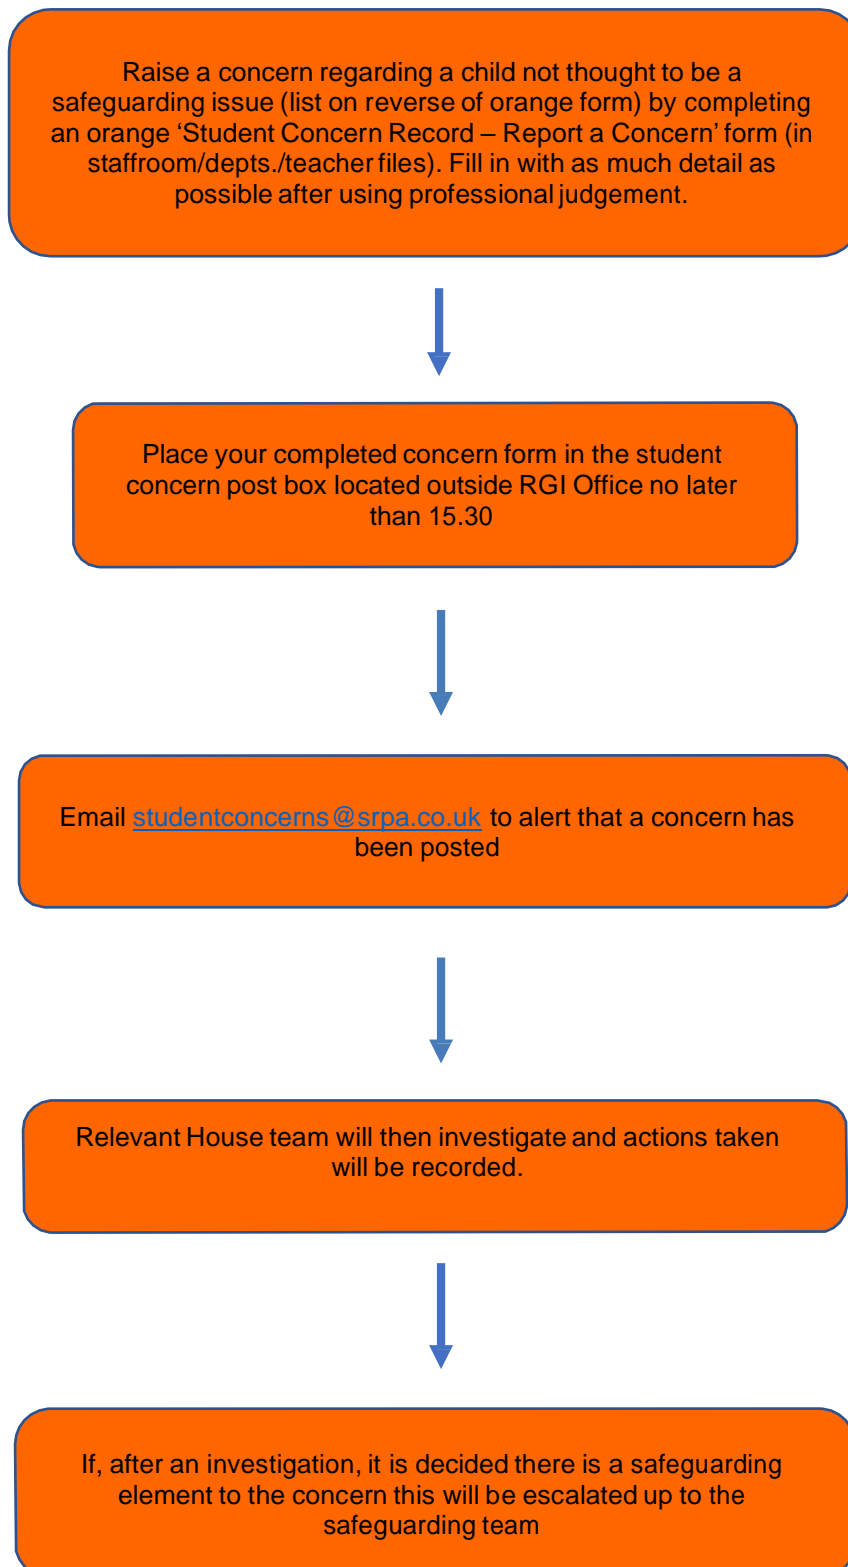 Raise a concern regarding a child not thought to be a
safeguarding issue (list on reverse of orange form) by completing
an orange ‘Student Concern Record – Report a Concern’ form (in
staffroom/depts./teacher files). Fill in with as much detail as
possible after using professional judgement.
Place your completed concern form in the student
concern post box located outside RGI Office no later
than 15.30
Email studentconcerns@srpa.co.uk to alert that a concern has
been posted
Relevant House team will then investigate and actions taken
will be recorded.
If, after an investigation, it is decided there is a safeguarding
element to the concern this will be escalated up to the
safeguarding team